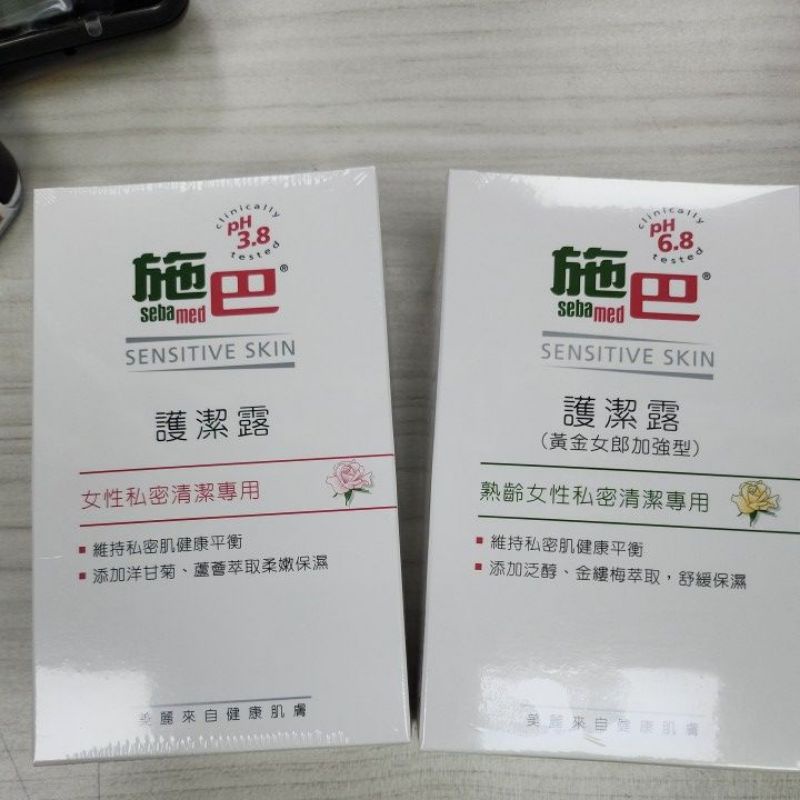 clinically
pH
3.8
tested
施巴®
sebamed
SENSITIVE SKIN
護潔露
女性私密清潔專用
▪ 維持私密肌健康平衡
▪ 添加洋甘菊、蘆薈萃取柔嫩保濕
美麗來自健康肌膚
clinically
pH
6.8
tested
施巴®
sebamed
SENSITIVE SKIN
護潔露
(黃金女郎加強型)
熟齡女性私密清潔專用
▪ 維持私密肌健康平衡
▪ 添加泛醇、金縷梅萃取，舒緩保濕
美麗來自健康肌膚